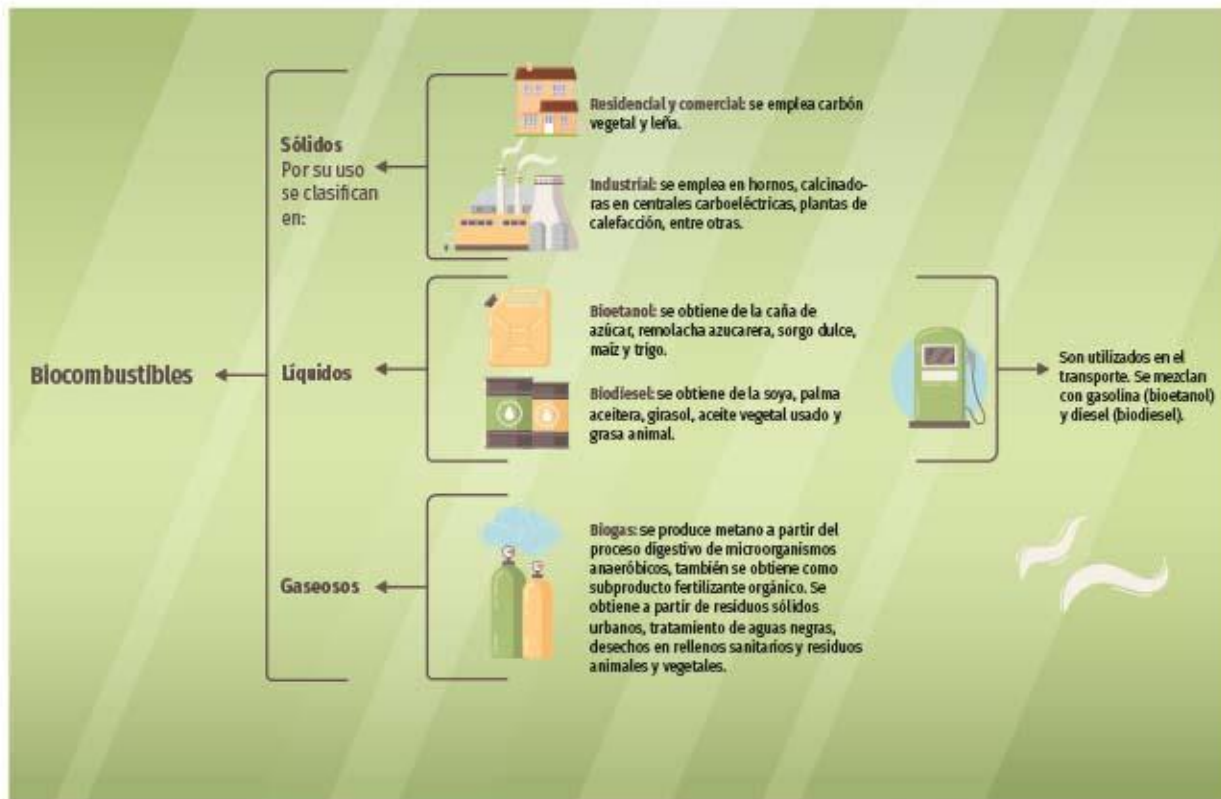 Biocombustibles
Sólidos
Por su uso
se clasifican
en:
Residencial y comercial: se emplea carbón
vegetal y leña.
Industrial: se emplea en hornos, calcinado-
ras en centrales carboeléctricas, plantas de
calefacción, entre otras.
Líquidos
Bioetanol: se obtiene de la caña de
azúcar, remolacha azucarera, sorgo dulce,
maíz y trigo.
Biodiesel: se obtiene de la soya, palma
aceitera, girasol, aceite vegetal usado y
grasa animal.
Son utilizados en el
transporte. Se mezclan
con gasolina (bioetanol)
y diesel (biodiesel).
Gaseosos
Biogas: se produce metano a partir del
proceso digestivo de microorganismos
anaeróbicos, también se obtiene como
subproducto fertilizante orgánico. Se
obtiene a partir de residuos sólidos
urbanos, tratamiento de aguas negras,
desechos en rellenos sanitarios y residuos
animales y vegetales.